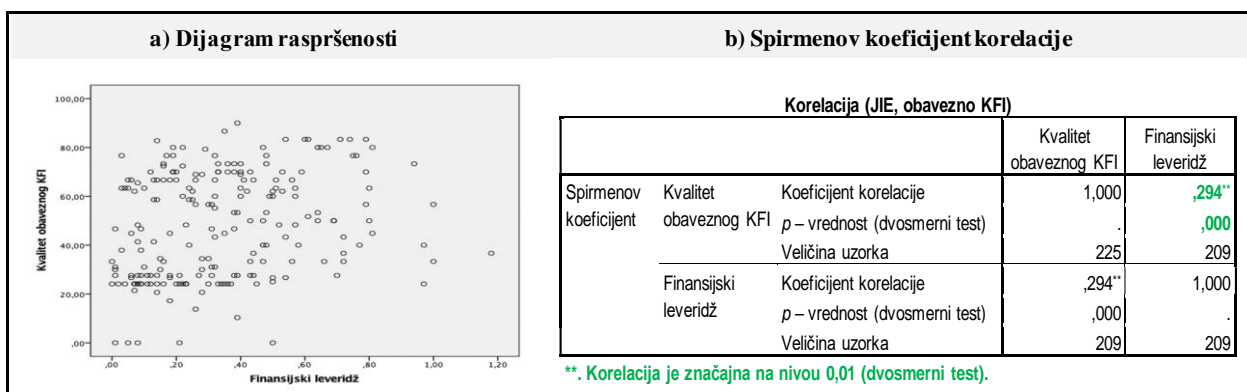 a) Dijagram raspršenosti
b) Spirmenov koeficijent korelacije
100,00
80,00
60,00
40,00
20,00
,00
Kvalitet obaveznog KFI
,00 ,20 ,40 ,60 ,80 1,00 1,20
Finansijski leveridž
Korelacija (JIE, obavezno KFI)
Kvalitet obaveznog KFI
Finansijski leveridž
Spirmenov koeficijent
Kvalitet obaveznog KFI
Koeficijent korelacije 1,000 ,294**
p – vrednost (dvosmerni test) . ,000
Veličina uzorka 225 209
Finansijski leveridž
Koeficijent korelacije ,294** 1,000
p – vrednost (dvosmerni test) ,000 .
Veličina uzorka 209 209
**. Korelacija je značajna na nivou 0,01 (dvosmerni test).